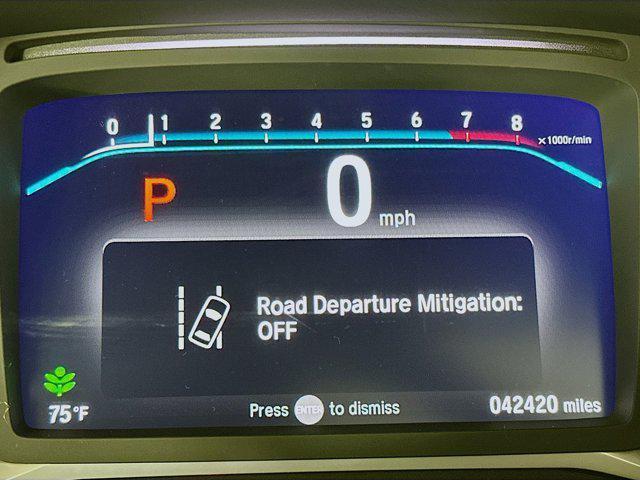 0 1 2 3 4 5 6 7 8 ×1000r/min
P 0 mph
Road Departure Mitigation:
OFF
75°F Press ENTER to dismiss 042420 miles